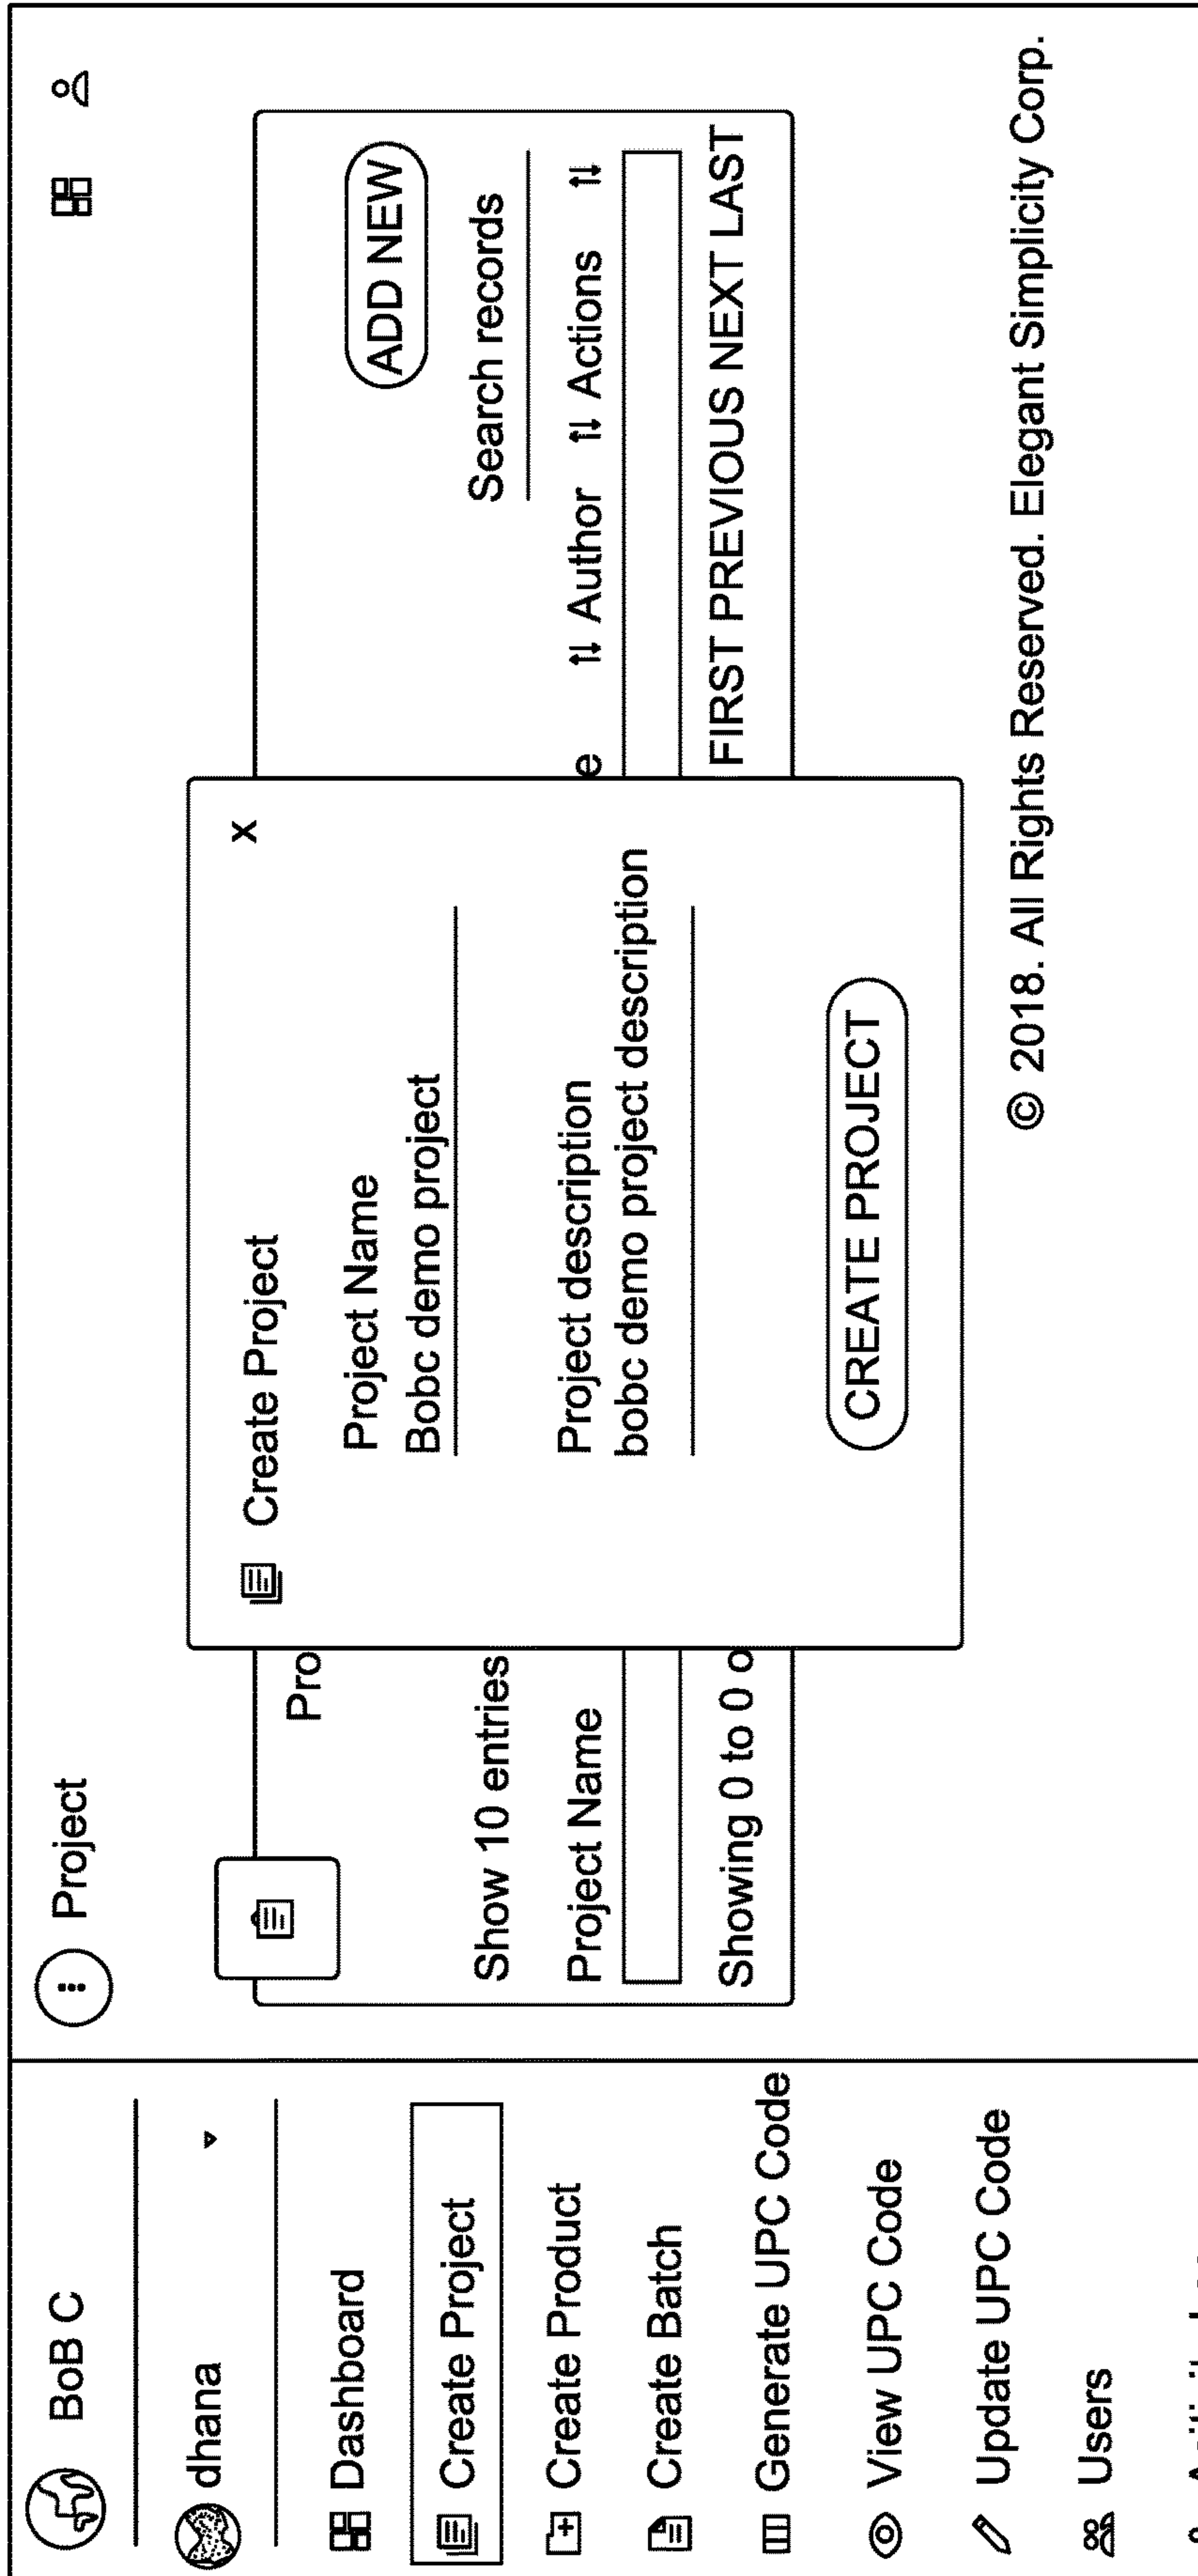 BoB C
dhana
Dashboard
Create Project
Create Product
Create Batch
Generate UPC Code
View UPC Code
Update UPC Code
Users
Project
Pro
ADD NEW
Show 10 entries
Search records
Project Name
e
Author
Actions
Showing 0 to 0 o
FIRST PREVIOUS NEXT LAST
Create Project
X
Project Name
Bobc demo project
Project description
bobc demo project description
CREATE PROJECT
© 2018. All Rights Reserved. Elegant Simplicity Corp.